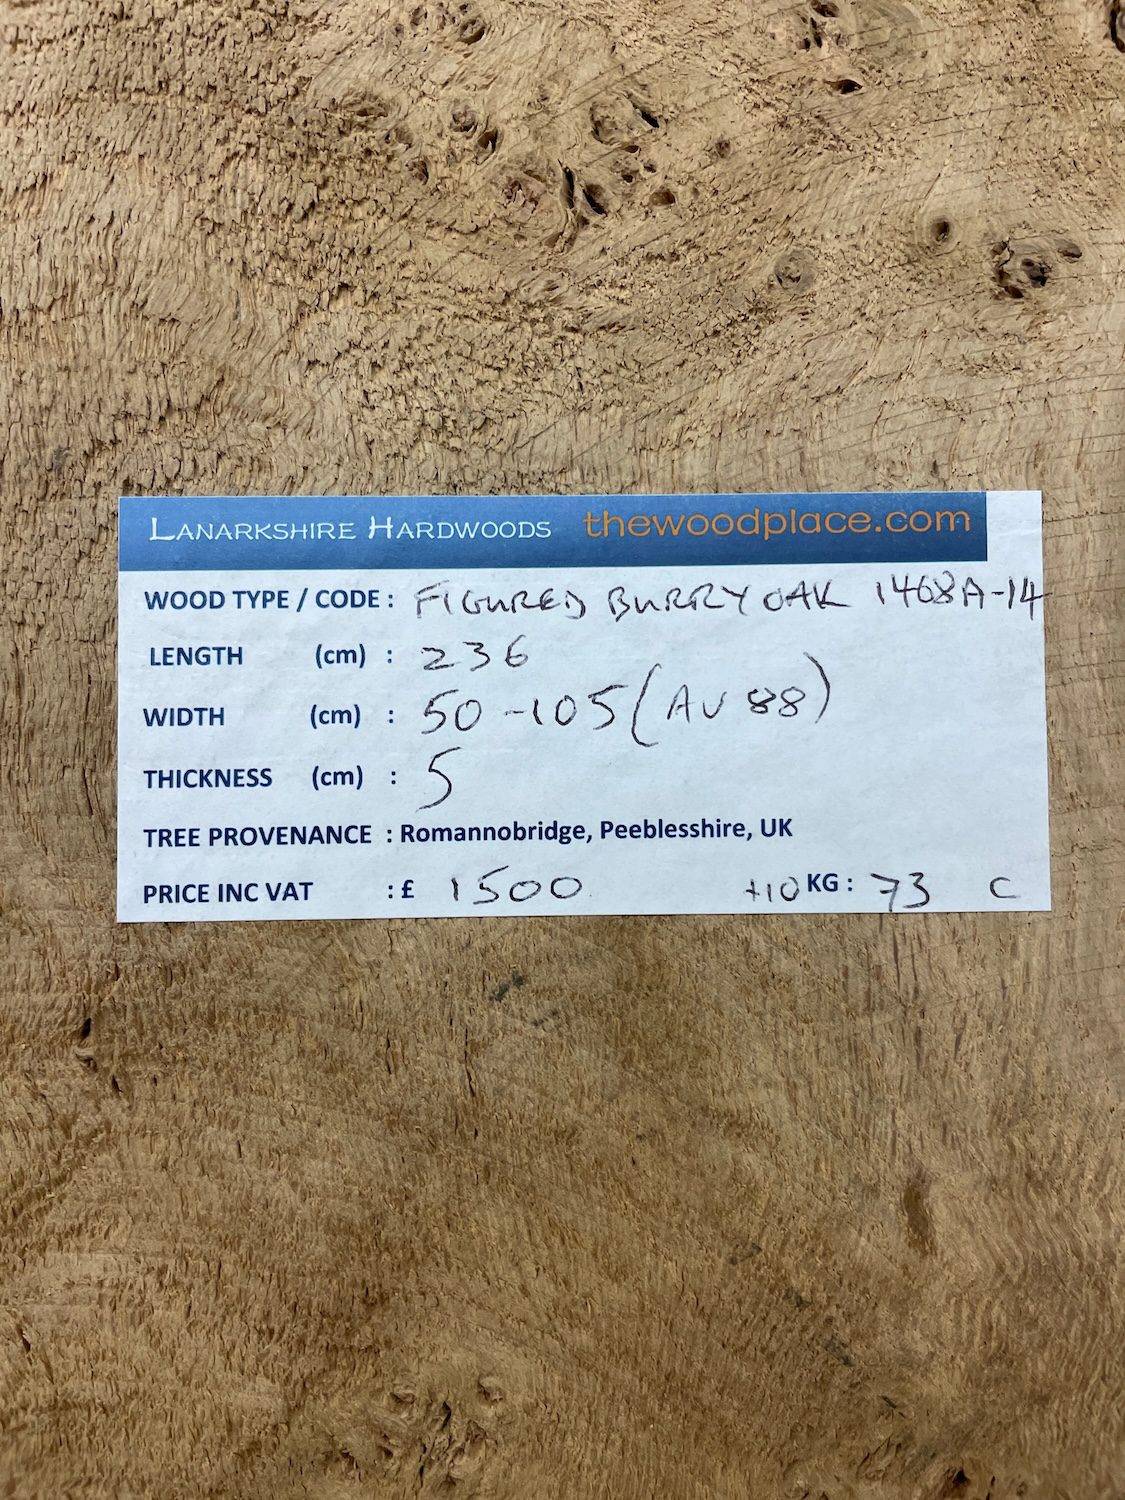 LANARKSHIRE HARDWOODS thewoodplace.com
WOOD TYPE / CODE : FIGURED BURRY OAK 1468A-14
LENGTH (cm) : 236
WIDTH (cm) : 50-105 (AV 88)
THICKNESS (cm) : 5
TREE PROVENANCE : Romannobridge, Peeblesshire, UK
PRICE INC VAT : £ 1500 +10 KG : 73 C